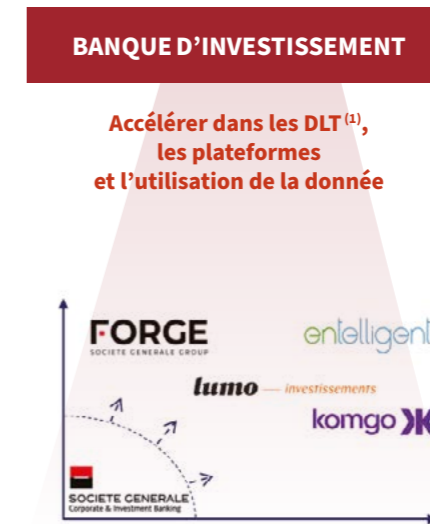 BANQUE D’INVESTISSEMENT
Accélérer dans les DLT (1),
les plateformes
et l’utilisation de la donnée
FORGE
SOCIETE GENERALE GROUP
entelligent
lumo — investissements
komgo
SOCIETE GENERALE
Corporate & Investment Banking